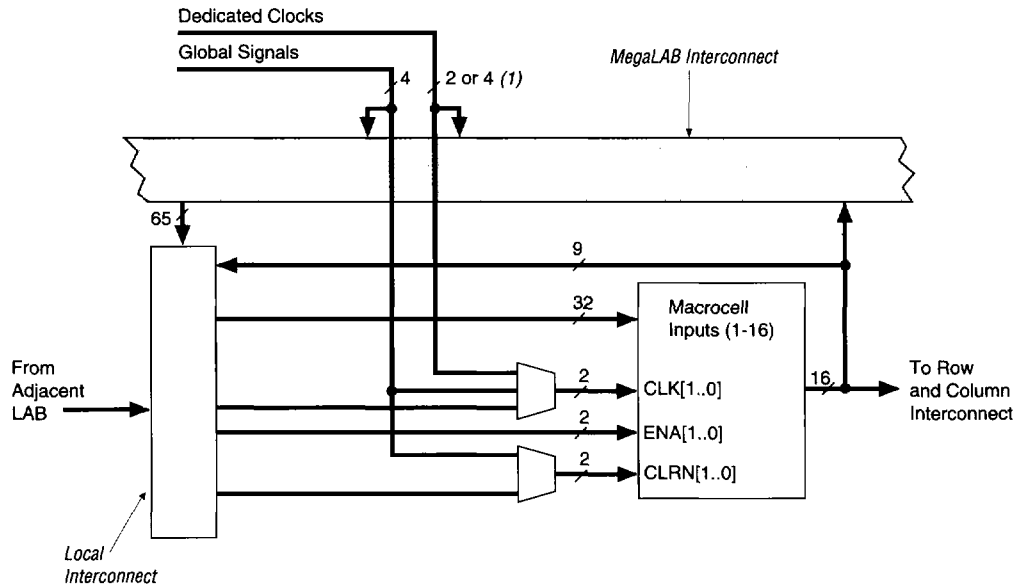 Dedicated Clocks
Global Signals
4
2 or 4 (1)
MegaLAB Interconnect
65
9
32
Macrocell
Inputs (1-16)
From
Adjacent
LAB
2
CLK[1..0]
16
To Row
and Column
Interconnect
2
ENA[1..0]
2
CLRN[1..0]
Local
Interconnect